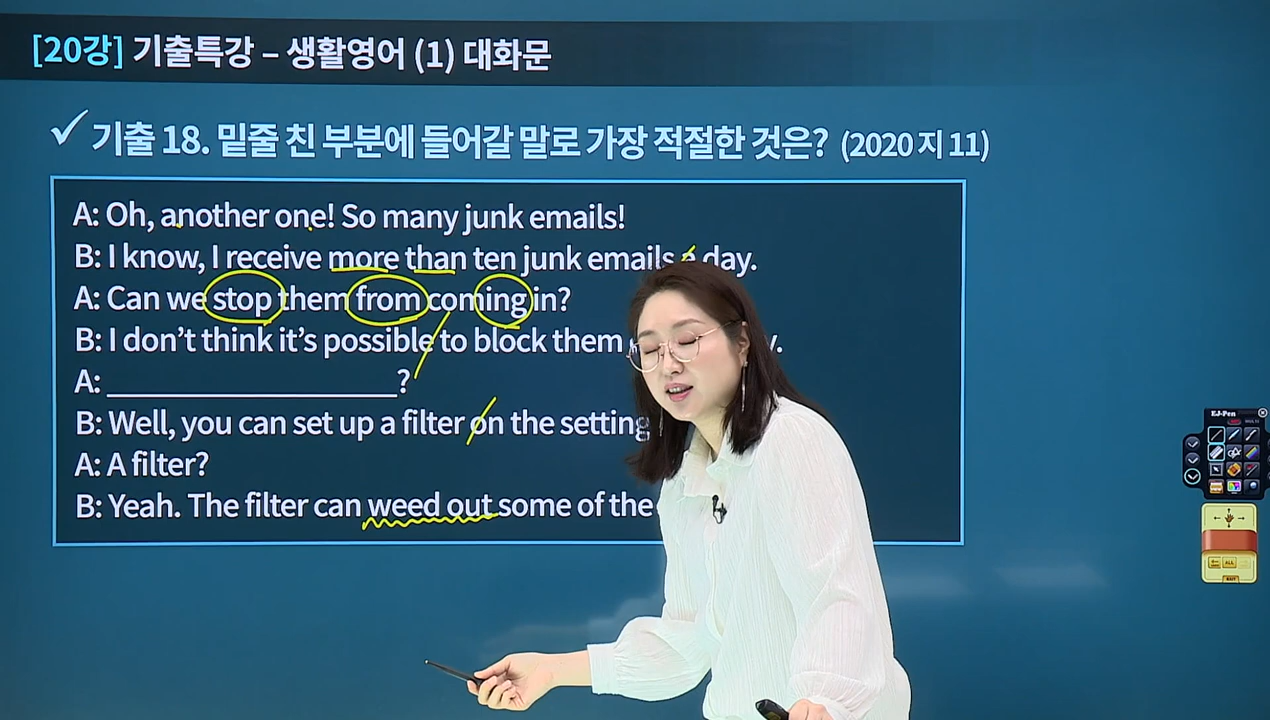 [20강] 기출특강 – 생활영어 (1) 대화문
기출 18. 밑줄 친 부분에 들어갈 말로 가장 적절한 것은? (2020 지 11)
A: Oh, another one! So many junk emails!
B: I know, I receive more than ten junk emails a day.
A: Can we stop them from coming in?
B: I don't think it's possible to block them
A: ____________________?
B: Well, you can set up a filter on the setting
A: A filter?
B: Yeah. The filter can weed out some of the
EJ-Pen